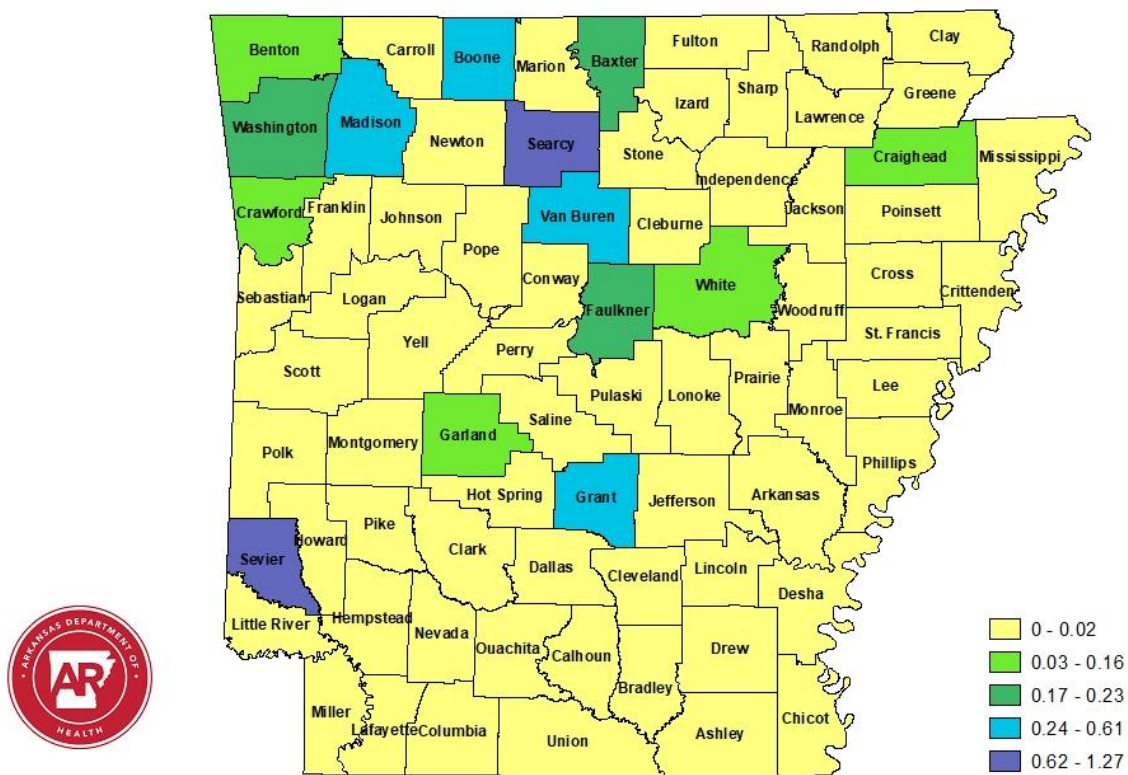 Benton
Carroll
Boone
Marion
Baxter
Fulton
Randolph
Clay
Washington
Madison
Newton
Searcy
Stone
Izard
Sharp
Lawrence
Greene
Craighead
Mississippi
Crawford
Franklin
Johnson
Pope
Van Buren
Cleburne
Independence
Jackson
Poinsett
Sebastian
Logan
Conway
Faulkner
White
Woodruff
Cross
Crittenden
St. Francis
Scott
Yell
Perry
Pulaski
Lonoke
Prairie
Monroe
Lee
Phillips
Polk
Montgomery
Garland
Saline
Hot Spring
Grant
Jefferson
Arkansas
Sevier
Howard
Pike
Clark
Dallas
Cleveland
Lincoln
Desha
Little River
Hempstead
Nevada
Ouachita
Calhoun
Bradley
Drew
Miller
Lafayette
Columbia
Union
Ashley
Chicot
ARKANSAS DEPARTMENT OF
AR
HEALTH
0 - 0.02
0.03 - 0.16
0.17 - 0.23
0.24 - 0.61
0.62 - 1.27